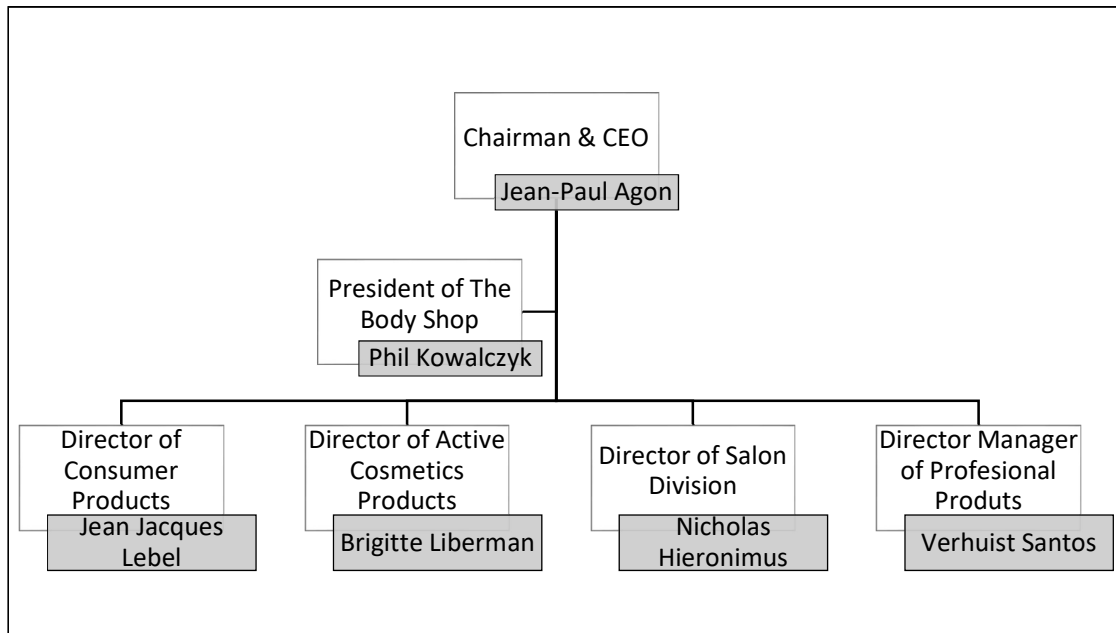 Chairman & CEO
Jean-Paul Agon
President of The
Body Shop
Phil Kowalczyk
Director of
Consumer
Products
Jean Jacques
Lebel
Director of Active
Cosmetics
Products
Brigitte Liberman
Director of Salon
Division
Nicholas
Hieronimus
Director Manager
of Profesional
Produts
Verhuist Santos